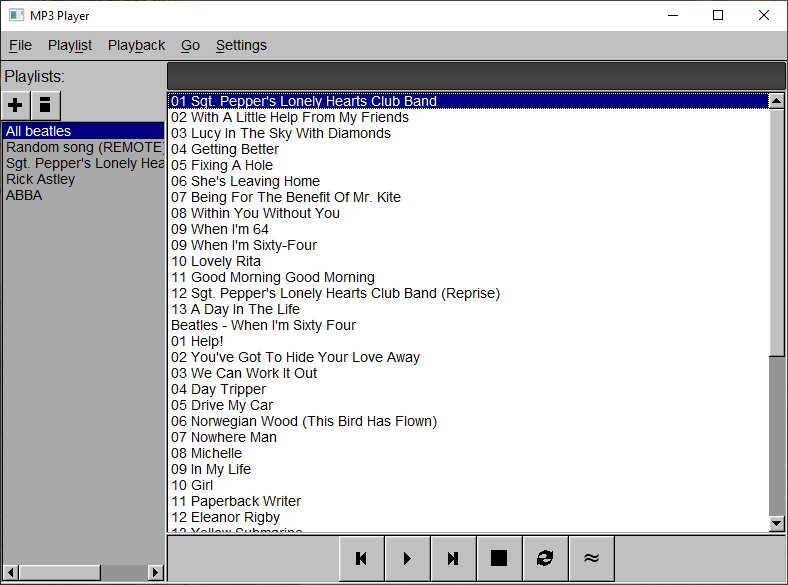 MP3 Player
File Playlist Playback Go Settings
Playlists:
All beatles
Random song (REMOTE)
Sgt. Pepper's Lonely Hea
Rick Astley
ABBA
01 Sgt. Pepper's Lonely Hearts Club Band
02 With A Little Help From My Friends
03 Lucy In The Sky With Diamonds
04 Getting Better
05 Fixing A Hole
06 She's Leaving Home
07 Being For The Benefit Of Mr. Kite
08 Within You Without You
09 When I'm 64
09 When I'm Sixty-Four
10 Lovely Rita
11 Good Morning Good Morning
12 Sgt. Pepper's Lonely Hearts Club Band (Reprise)
13 A Day In The Life
Beatles - When I'm Sixty Four
01 Help!
02 You've Got To Hide Your Love Away
03 We Can Work It Out
04 Day Tripper
05 Drive My Car
06 Norwegian Wood (This Bird Has Flown)
07 Nowhere Man
08 Michelle
09 In My Life
10 Girl
11 Paperback Writer
12 Eleanor Rigby
13 Yellow Submarine